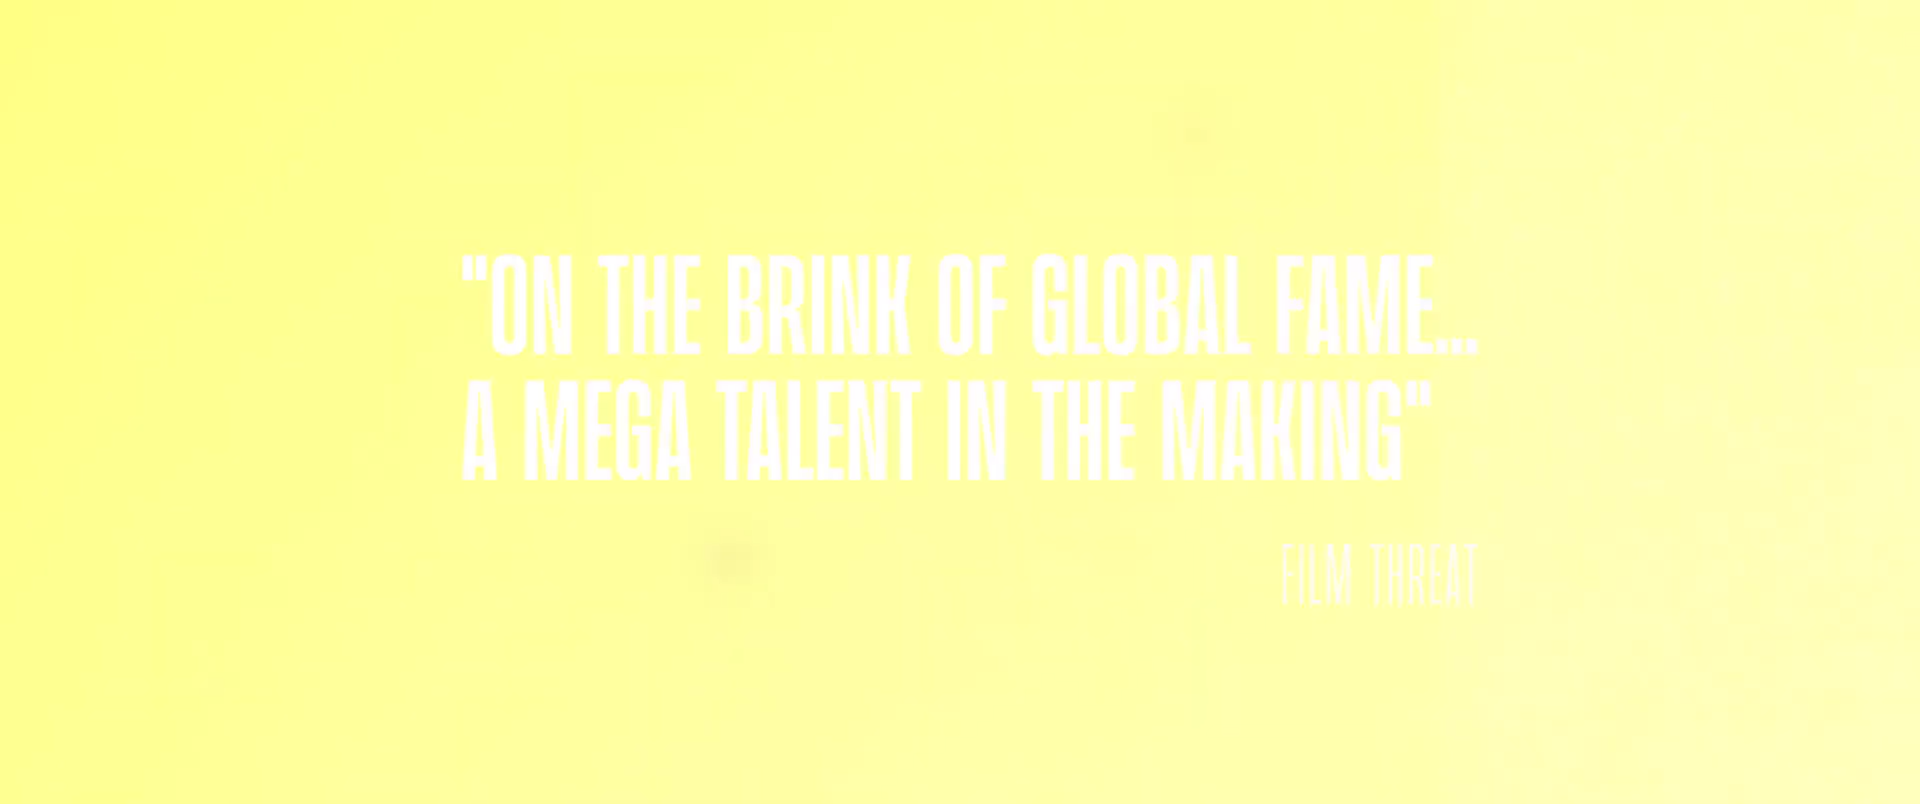 "ON THE BRINK OF GLOBAL FAME...
A MEGA TALENT IN THE MAKING"
FILM THREAT